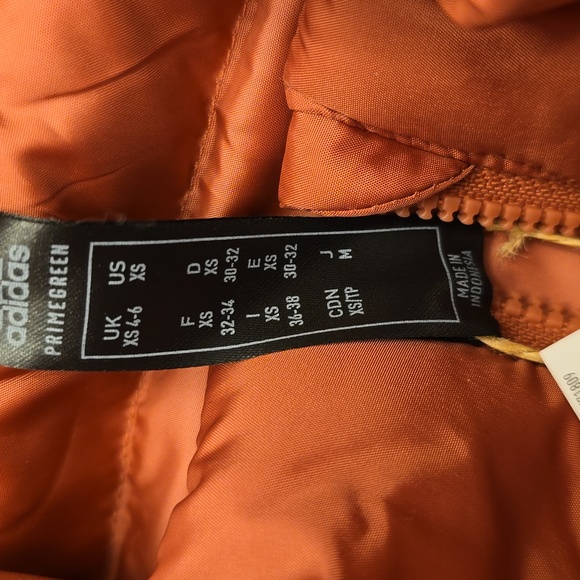 adidas
PRIMEGREEN
UK US
XS 4-6 XS
F D
XS XS
32-34 30-32
I E
XS XS
36-38 30-32
CDN J
XS/TP M
MADE IN
INDONESIA